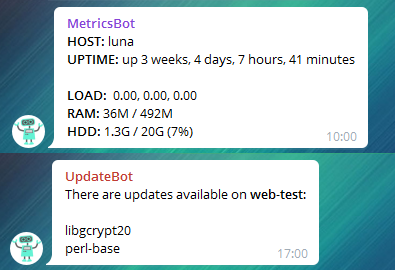 MetricsBot
HOST: luna
UPTIME: up 3 weeks, 4 days, 7 hours, 41 minutes
LOAD: 0.00, 0.00, 0.00
RAM: 36M / 492M
HDD: 1.3G / 20G (7%)
10:00
UpdateBot
There are updates available on web-test:
libgcrypt20
perl-base
17:00